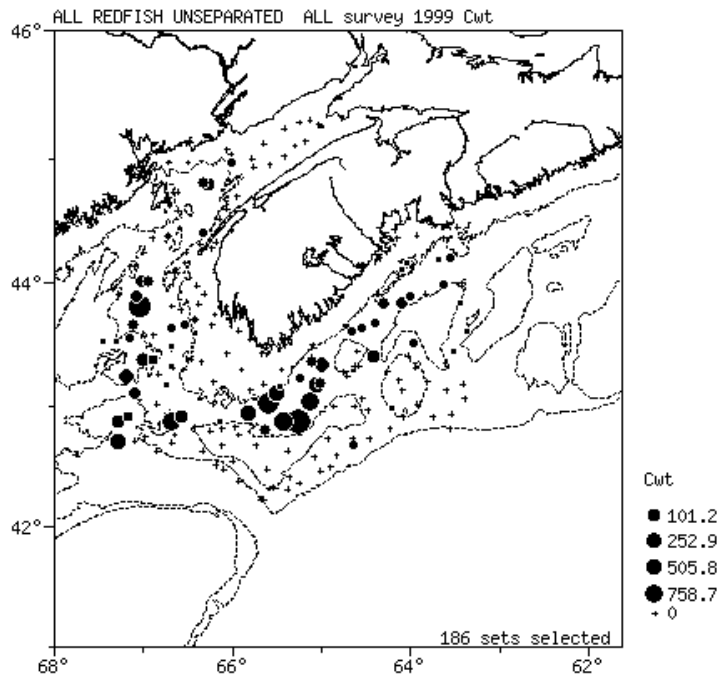 ALL REDFISH UNSEPARATED ALL survey 1999 Cwt
46°
44°
42°
Cwt
101.2
252.9
505.8
758.7
0
186 sets selected
68° 66° 64° 62°